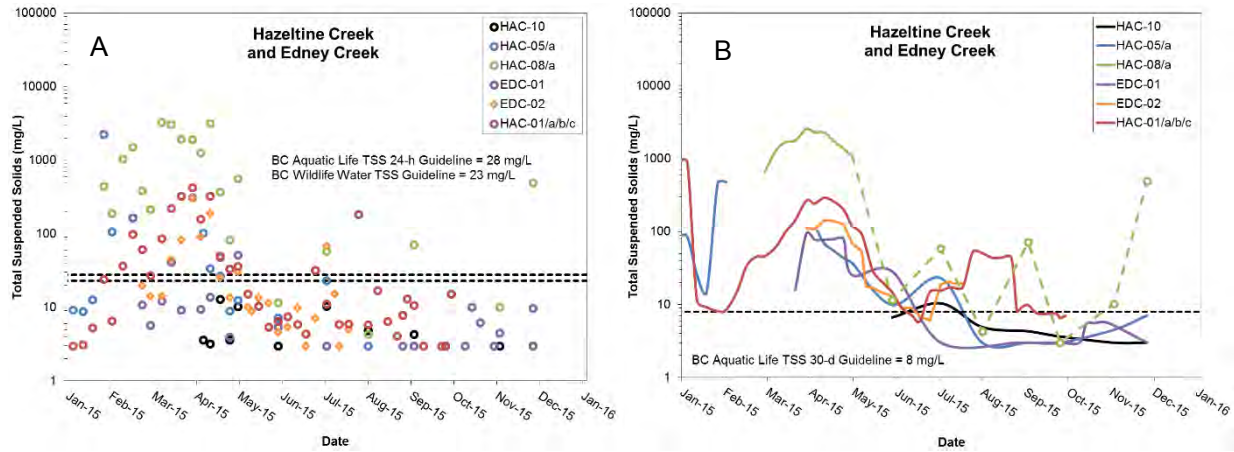 A
Hazeltine Creek
and Edney Creek
HAC-10
HAC-05/a
HAC-08/a
EDC-01
EDC-02
HAC-01/a/b/c
BC Aquatic Life TSS 24-h Guideline = 28 mg/L
BC Wildlife Water TSS Guideline = 23 mg/L
Total Suspended Solids (mg/L)
100000
10000
1000
100
10
1
Jan-15
Feb-15
Mar-15
Apr-15
May-15
Jun-15
Jul-15
Aug-15
Sep-15
Oct-15
Nov-15
Dec-15
Jan-16
Date
B
Hazeltine Creek
and Edney Creek
HAC-10
HAC-05/a
HAC-08/a
EDC-01
EDC-02
HAC-01/a/b/c
BC Aquatic Life TSS 30-d Guideline = 8 mg/L
Total Suspended Solids (mg/L)
100000
10000
1000
100
10
1
Jan-15
Feb-15
Mar-15
Apr-15
May-15
Jun-15
Jul-15
Aug-15
Sep-15
Oct-15
Nov-15
Dec-15
Jan-16
Date